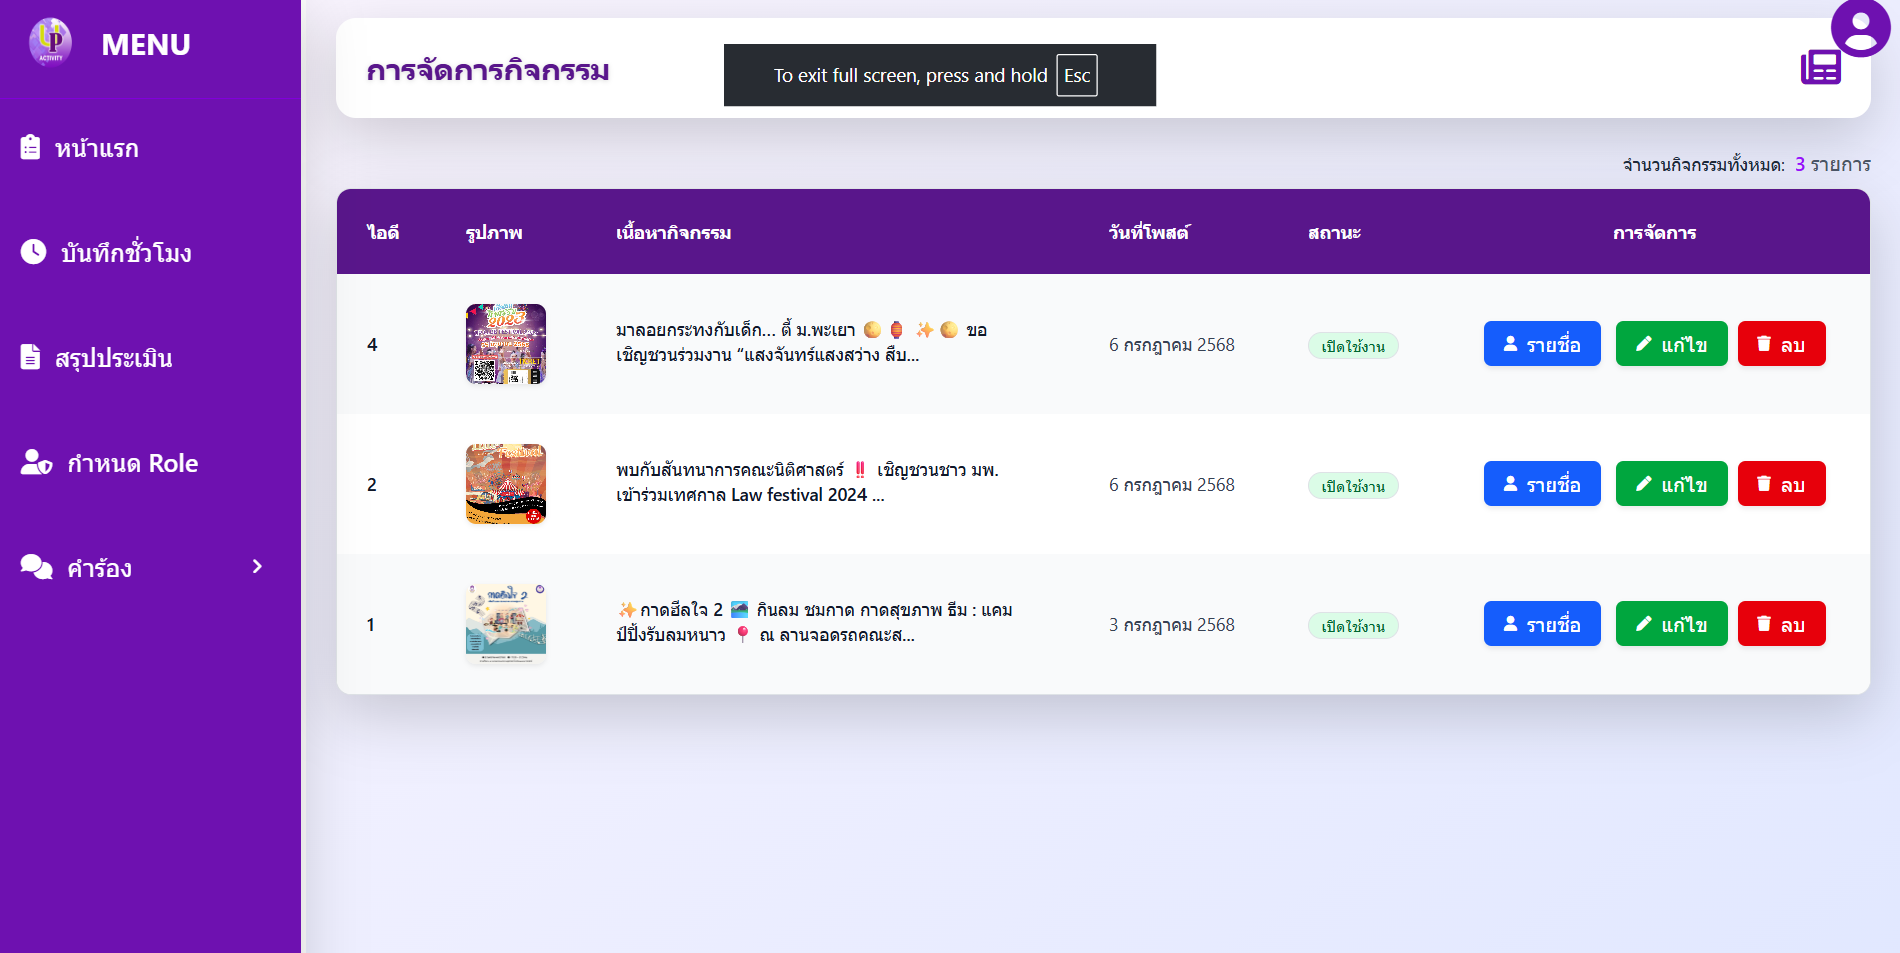 UP
ACTIVITY
MENU
หน้าแรก
บันทึกชั่วโมง
สรุปประเมิน
กำหนด Role
คำร้อง
การจัดการกิจกรรม
To exit full screen, press and hold Esc
จำนวนกิจกรรมทั้งหมด: 3 รายการ
ไอดี รูปภาพ เนื้อหากิจกรรม วันที่โพสต์ สถานะ การจัดการ
4
2023
มาลอยกระทงกับเด็ก... ดี้ ม.พะเยา 🌕 🏮 ✨ 🌕 ขอ
เชิญชวนร่วมงาน “แสงจันทร์แสงสว่าง สืบ...
6 กรกฎาคม 2568 เปิดใช้งาน รายชื่อ แก้ไข ลบ
2
พบกับสันทนาการคณะนิติศาสตร์ ‼️ เชิญชวนชาว มพ.
เข้าร่วมเทศกาล Law festival 2024 ...
6 กรกฎาคม 2568 เปิดใช้งาน รายชื่อ แก้ไข ลบ
1
กาดฮีลใจ 2
✨กาดฮีลใจ 2 🏞️ กินลม ชมกาด กาดสุขภาพ ธีม : แคม
ป์ปิ้งรับลมหนาว 📍 ณ ลานจอดรถคณะส...
3 กรกฎาคม 2568 เปิดใช้งาน รายชื่อ แก้ไข ลบ